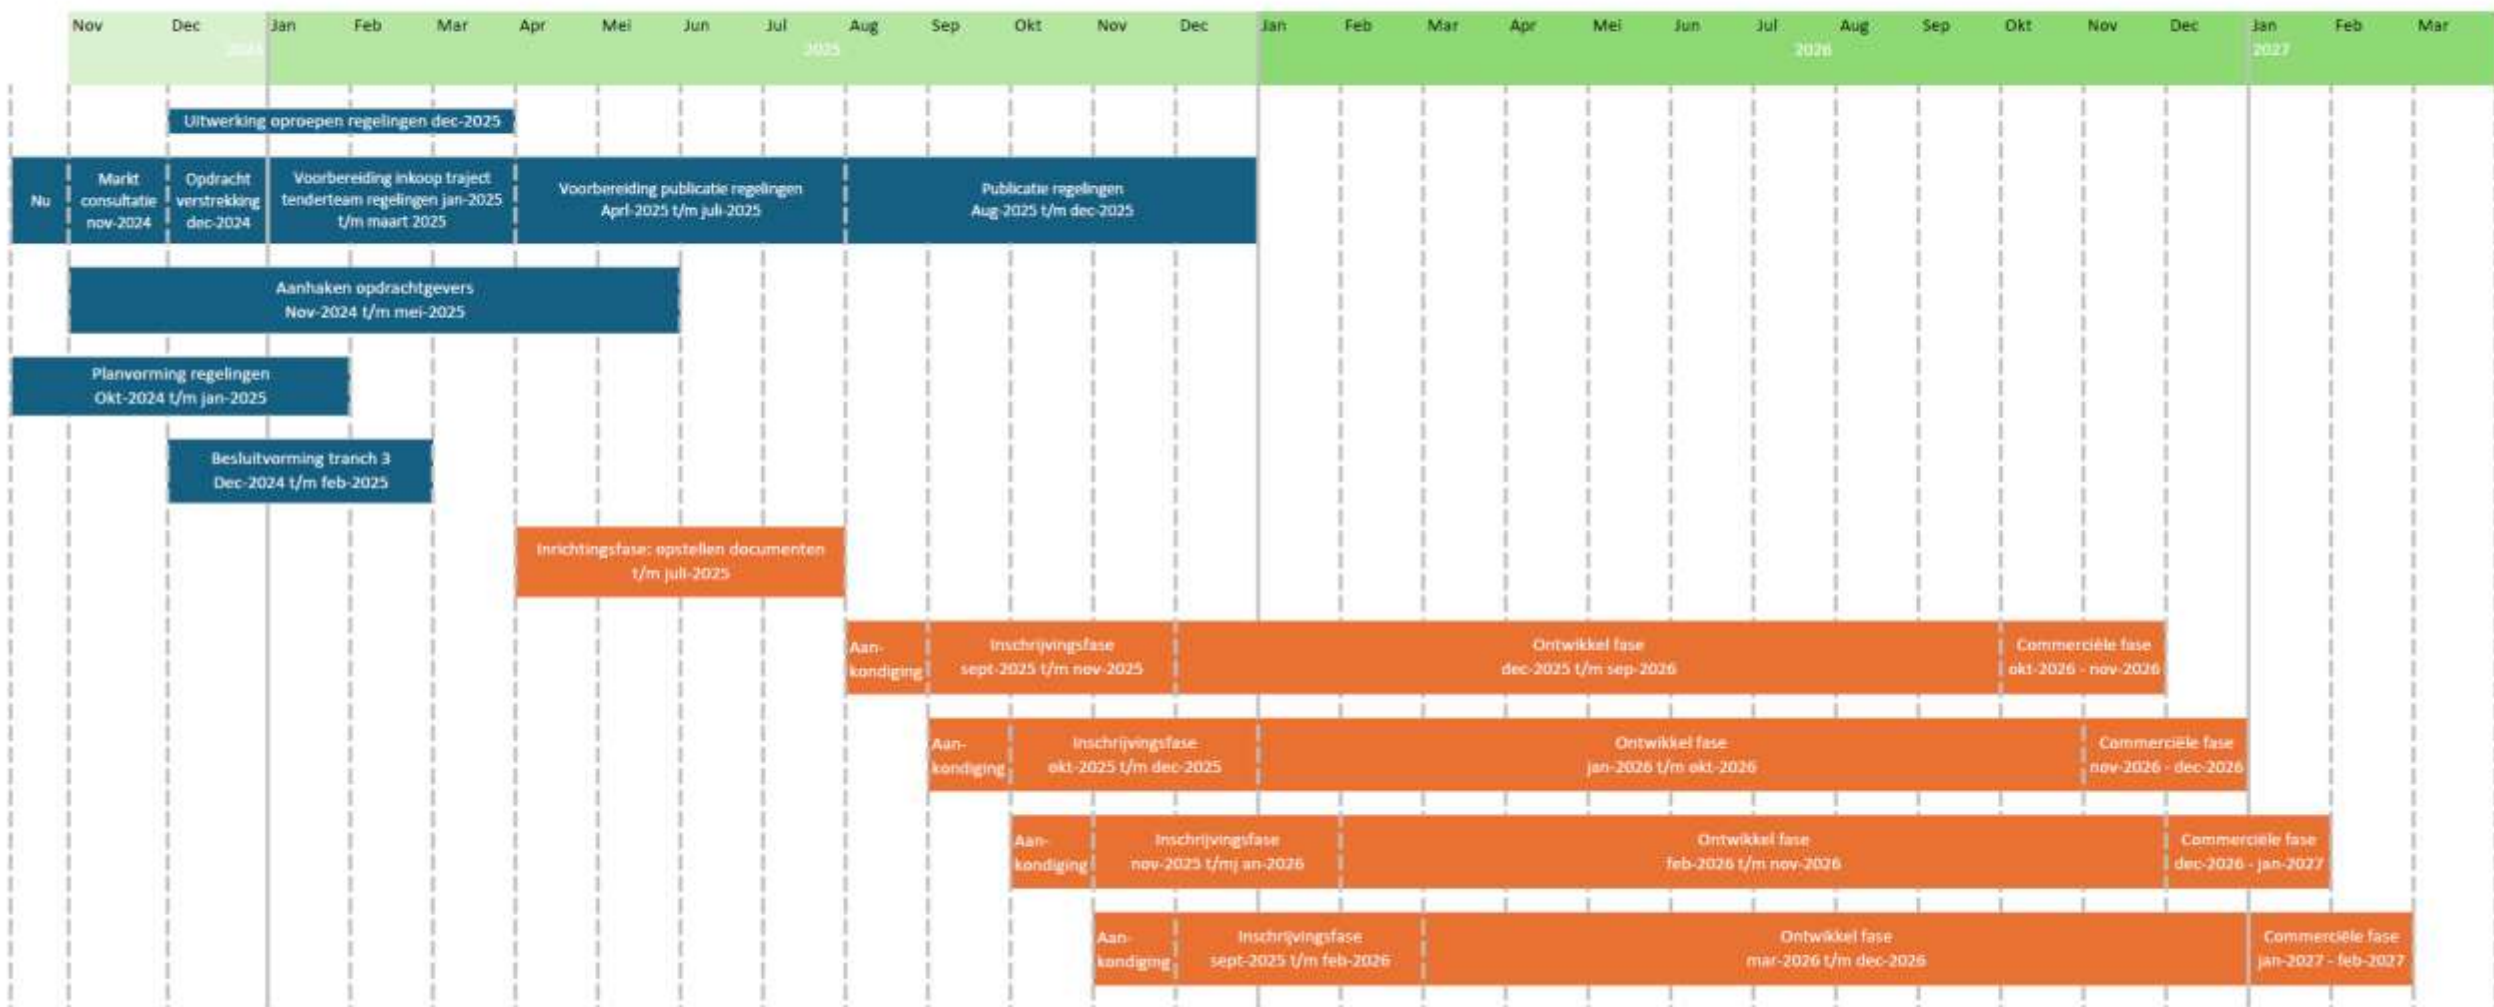 Nov Dec Jan Feb Mar Apr Mei Jun Jul Aug Sep Okt Nov Dec Jan Feb Mar Apr Mei Jun Jul Aug Sep Okt Nov Dec Jan Feb Mar
2024 2025 2026 2027
Uitwerking oproepen regelingen dec-2025
Nu
Markt
consultatie
nov-2024
Opdracht
verstrekking
dec-2024
Voorbereiding inkoop traject
tenderteam regelingen jan-2025
t/m maart 2025
Voorbereiding publicatie regelingen
Aprl-2025 t/m juli-2025
Publicatie regelingen
Aug-2025 t/m dec-2025
Aanhaken opdrachtgevers
Nov-2024 t/m mei-2025
Planvorming regelingen
Okt-2024 t/m jan-2025
Besluitvorming tranch 3
Dec-2024 t/m feb-2025
Inrichtingsfase: opstellen documenten
t/m juli-2025
Aan-
kondiging
Inschrijvingsfase
sept-2025 t/m nov-2025
Ontwikkel fase
dec-2025 t/m sep-2026
Commerciële fase
okt-2026 - nov-2026
Aan-
kondiging
Inschrijvingsfase
okt-2025 t/m dec-2025
Ontwikkel fase
jan-2026 t/m okt-2026
Commerciële fase
nov-2026 - dec-2026
Aan-
kondiging
Inschrijvingsfase
nov-2025 t/mj an-2026
Ontwikkel fase
feb-2026 t/m nov-2026
Commerciële fase
dec-2026 - jan-2027
Aan-
kondiging
Inschrijvingsfase
sept-2025 t/m feb-2026
Ontwikkel fase
mar-2026 t/m dec-2026
Commerciële fase
jan-2027 - feb-2027